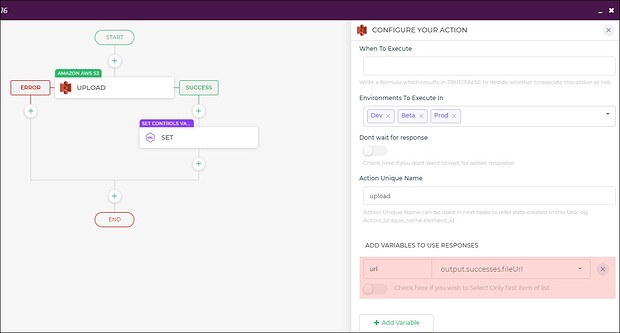 16
START
AMAZON AWS S3
ERROR
UPLOAD
SUCCESS
SET CONTROLS VA...
SET
END
CONFIGURE YOUR ACTION
When To Execute
Write a formula which results in TRUE/FALSE to decide whether to execute this action or not.
Environments To Execute In
Dev × Beta × Prod ×
Dont wait for response
Check here if you dont want to wait for action response
Action Unique Name
upload
Action Unique Name can be used in next tasks to refer data created in this task. eg.
Action_Unique_name.element_id
ADD VARIABLES TO USE RESPONSES
url output.successes.fileUrl
Check here if you wish to Select Only first item of list.
+ Add Variable